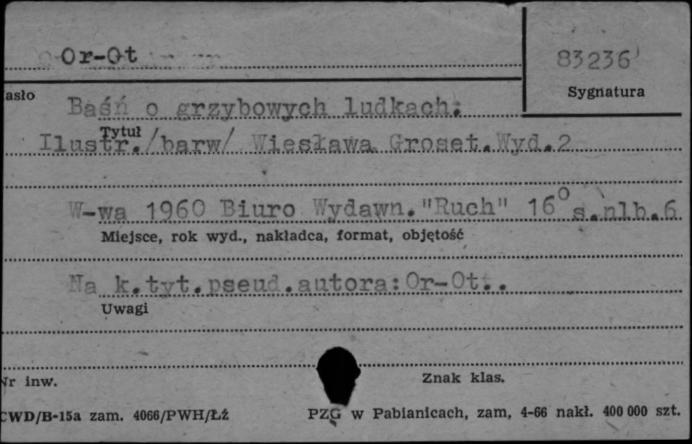 Or-Ot
83236
Sygnatura
asło
Baśń o grzybowych ludkach.
Tytuł
Ilustr./barw/ Wiesława Groset.Wyd.2
W-wa 1960 Biuro Wydawn."Ruch" 16° s.nlb.6
Miejsce, rok wyd., nakładca, format, objętość
Na k.tyt.pseud.autora:Or-Ot..
Uwagi
Nr inw.
Znak klas.
CWD/B-15a zam. 4066/PWH/Łż
PZG w Pabianicach, zam, 4-66 nakł. 400 000 szt.